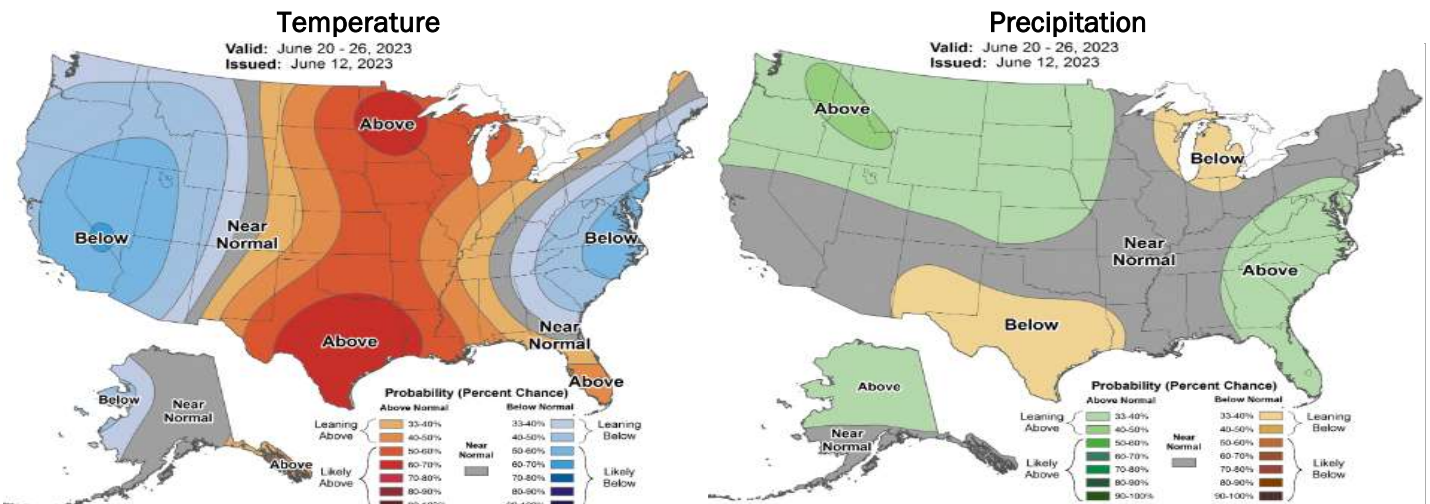 Temperature
Valid: June 20 - 26, 2023
Issued: June 12, 2023
Above
Below
Near
Normal
Below
Above
Near
Normal
Above
Below
Near
Normal
Above
Probability (Percent Chance)
Above Normal
Below Normal
Leaning
Above
33-40%
40-50%
Near
Normal
33-40%
40-50%
Leaning
Below
Likely
Above
50-60%
60-70%
70-80%
80-90%
90-100%
50-60%
60-70%
70-80%
80-90%
90-100%
Likely
Below
Precipitation
Valid: June 20 - 26, 2023
Issued: June 12, 2023
Above
Below
Near
Normal
Above
Below
Above
Near
Normal
Probability (Percent Chance)
Above Normal
Below Normal
Leaning
Above
33-40%
40-50%
Near
Normal
33-40%
40-50%
Leaning
Below
Likely
Above
50-60%
60-70%
70-80%
80-90%
90-100%
50-60%
60-70%
70-80%
80-90%
90-100%
Likely
Below